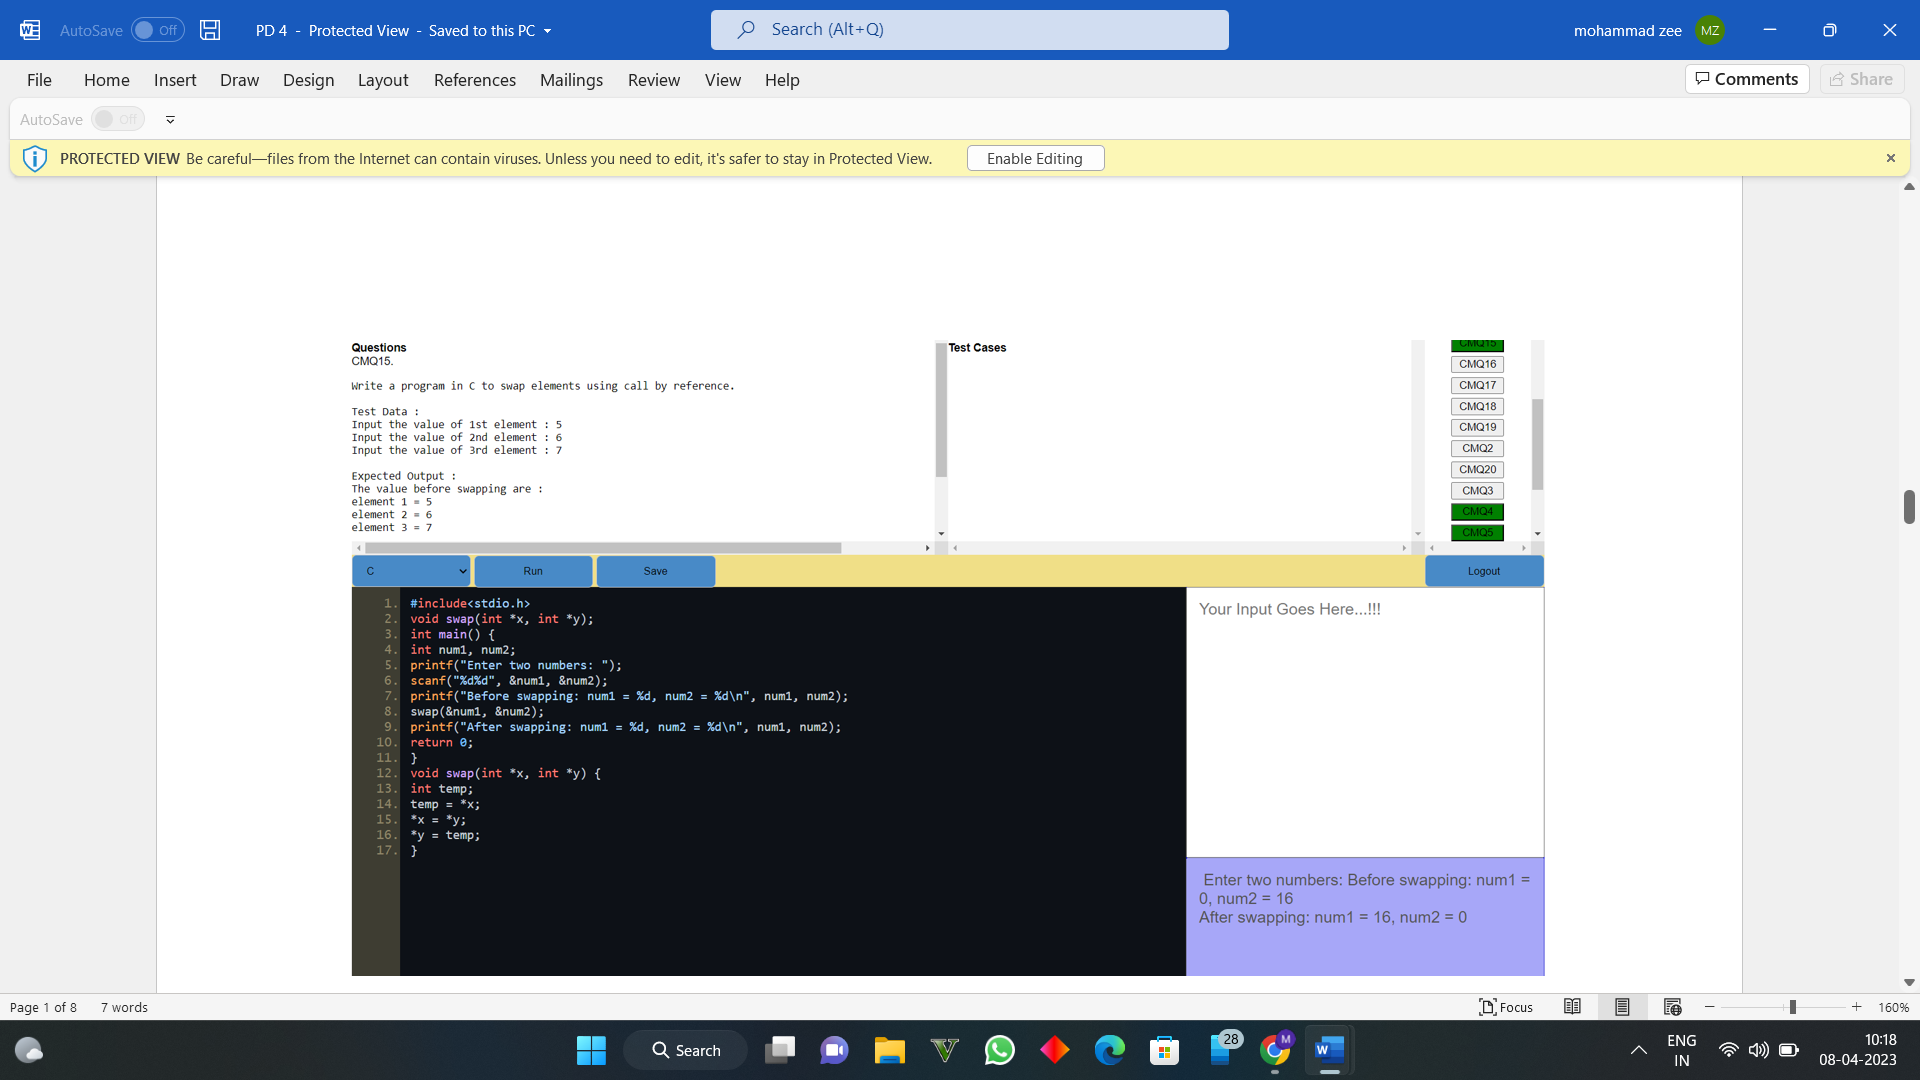 AutoSave Off PD 4 - Protected View - Saved to this PC Search (Alt+Q) mohammad zee MZ
File Home Insert Draw Design Layout References Mailings Review View Help Comments Share
AutoSave Off
PROTECTED VIEW Be careful—files from the Internet can contain viruses. Unless you need to edit, it's safer to stay in Protected View. Enable Editing
Questions
CMQ15.
Write a program in C to swap elements using call by reference.
Test Data :
Input the value of 1st element : 5
Input the value of 2nd element : 6
Input the value of 3rd element : 7
Expected Output :
The value before swapping are :
element 1 = 5
element 2 = 6
element 3 = 7
Test Cases
CMQ15
CMQ16
CMQ17
CMQ18
CMQ19
CMQ2
CMQ20
CMQ3
CMQ4
CMQ5
C Run Save Logout
1. #include<stdio.h>
2. void swap(int *x, int *y);
3. int main() {
4. int num1, num2;
5. printf("Enter two numbers: ");
6. scanf("%d%d", &num1, &num2);
7. printf("Before swapping: num1 = %d, num2 = %d\n", num1, num2);
8. swap(&num1, &num2);
9. printf("After swapping: num1 = %d, num2 = %d\n", num1, num2);
10. return 0;
11. }
12. void swap(int *x, int *y) {
13. int temp;
14. temp = *x;
15. *x = *y;
16. *y = temp;
17. }
Your Input Goes Here...!!!
Enter two numbers: Before swapping: num1 =
0, num2 = 16
After swapping: num1 = 16, num2 = 0
Page 1 of 8 7 words Focus 160%
Search 28 M ENG 10:18
IN 08-04-2023